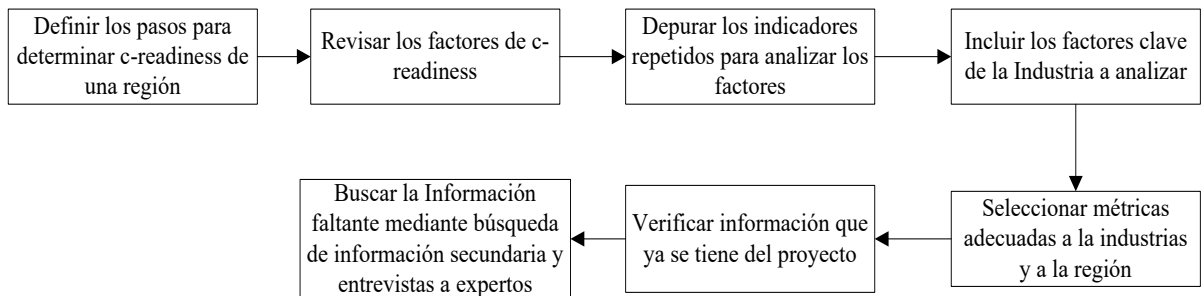 Definir los pasos para
determinar c-readiness de
una región
Revisar los factores de c-
readiness
Depurar los indicadores
repetidos para analizar los
factores
Incluir los factores clave
de la Industria a analizar
Seleccionar métricas
adecuadas a la industrias
y a la región
Verificar información que
ya se tiene del proyecto
Buscar la Información
faltante mediante búsqueda
de información secundaria y
entrevistas a expertos